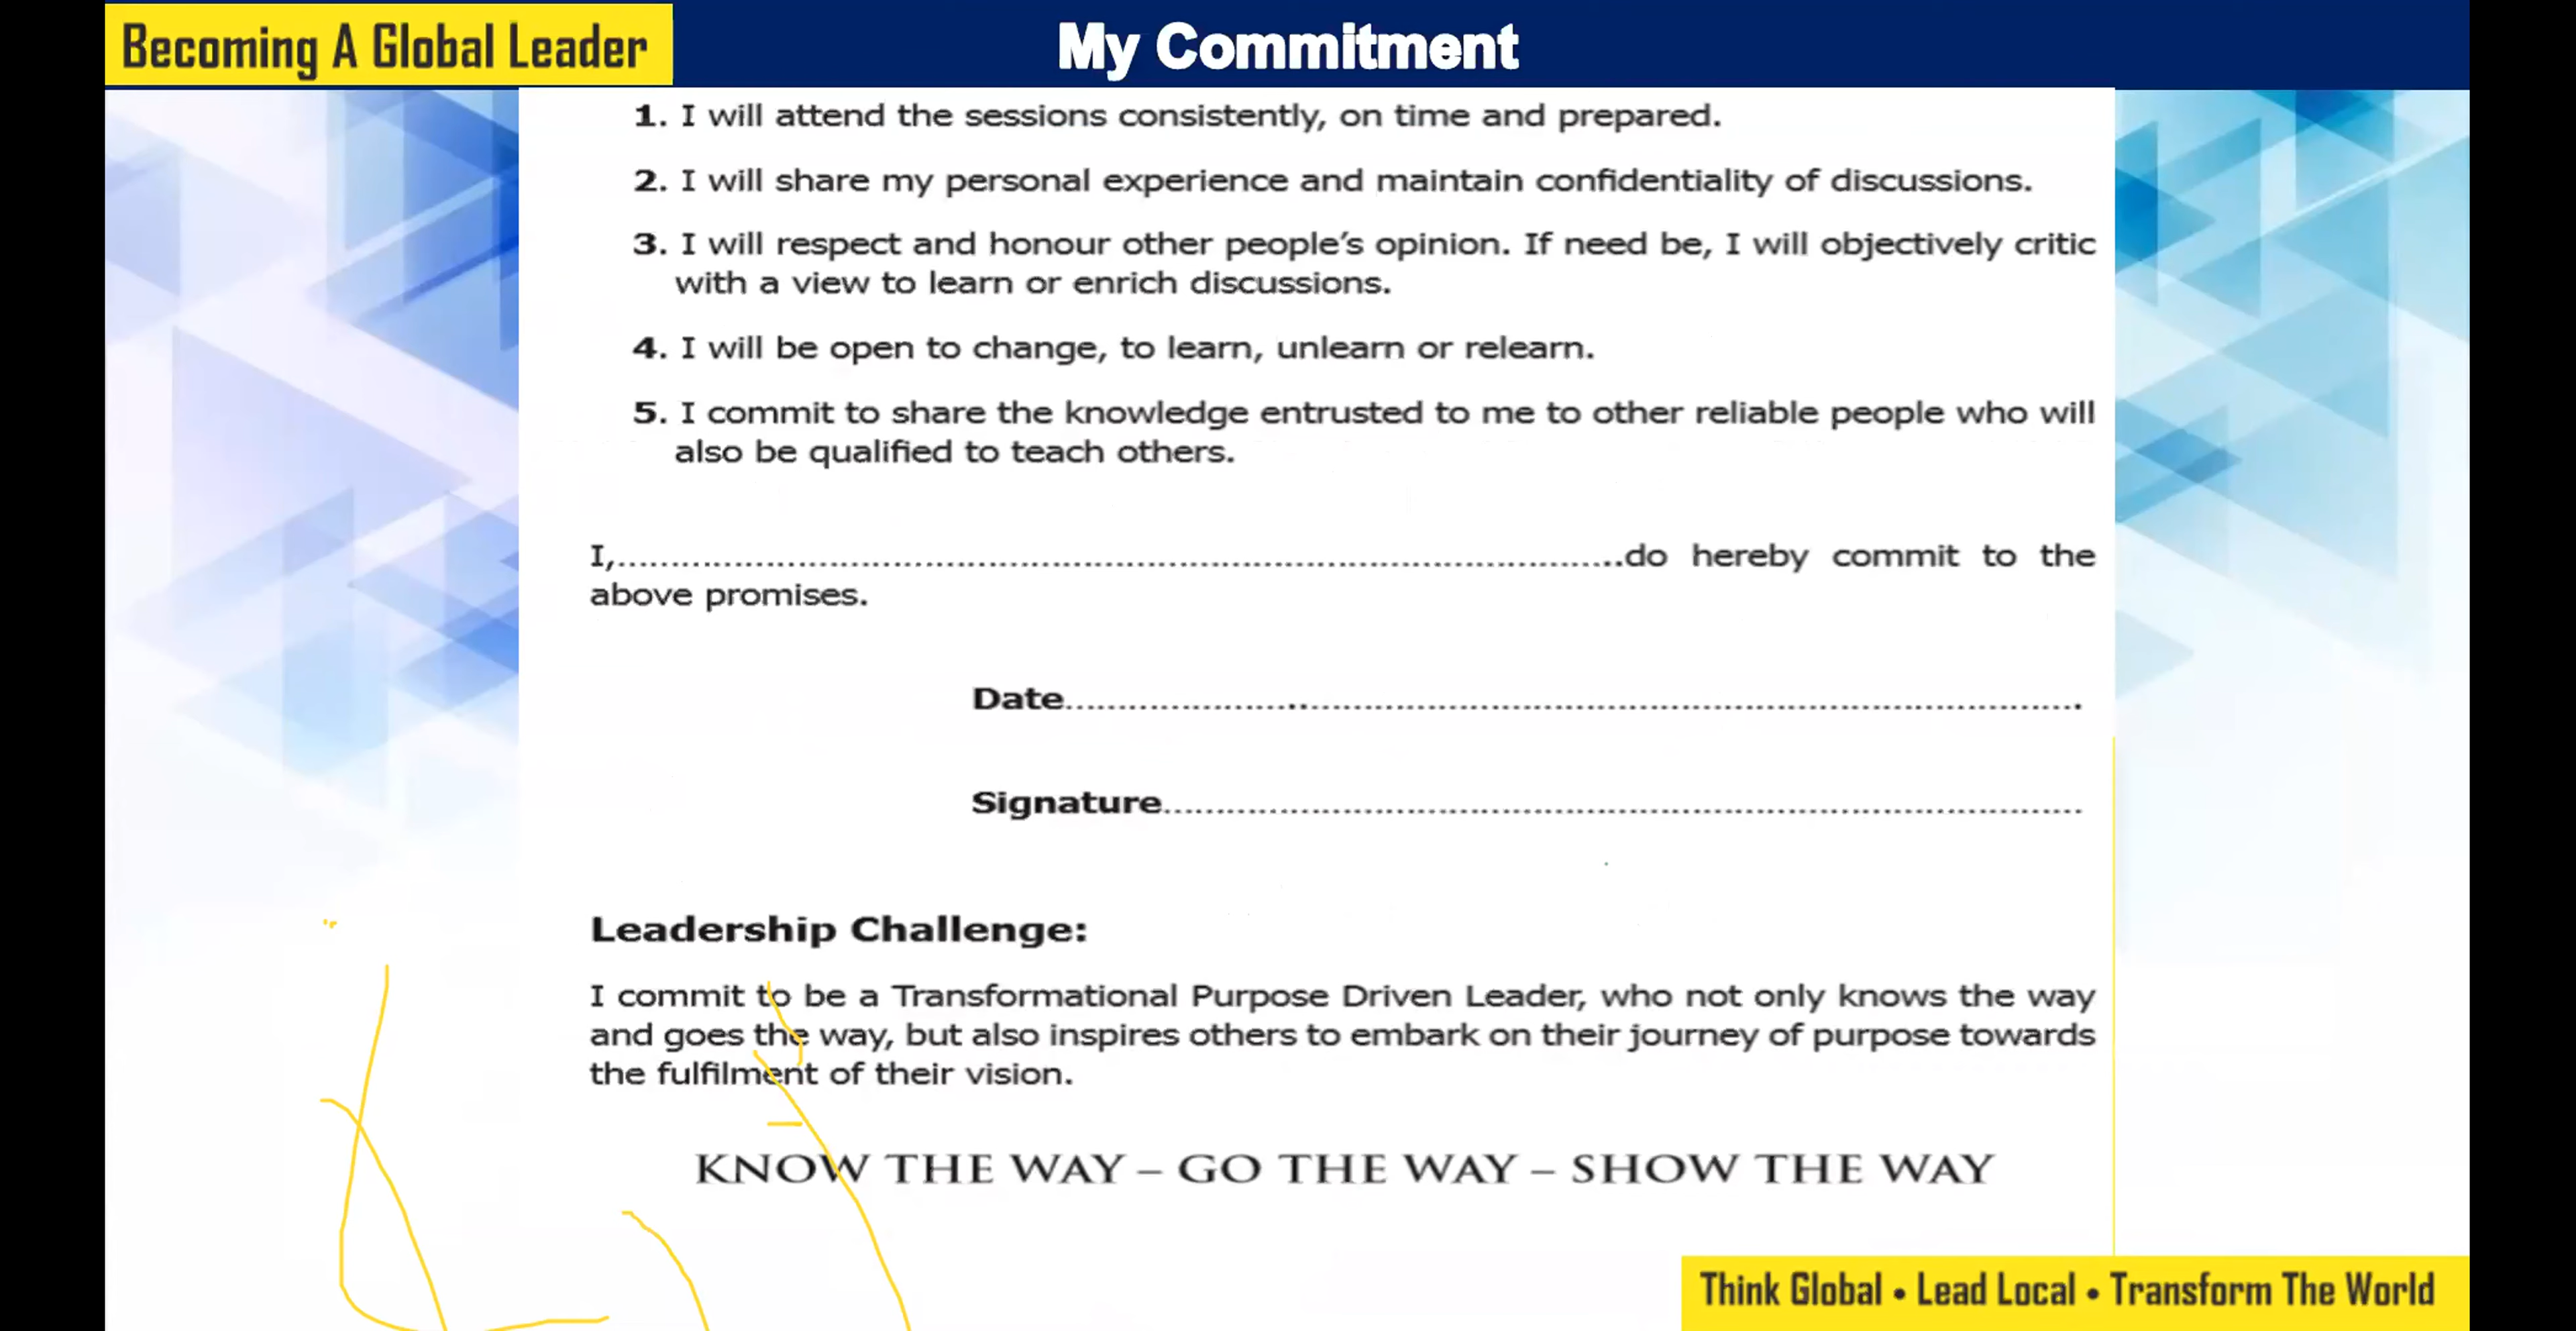 Becoming A Global Leader
My Commitment
1. I will attend the sessions consistently, on time and prepared.
2. I will share my personal experience and maintain confidentiality of discussions.
3. I will respect and honour other people's opinion. If need be, I will objectively critic
with a view to learn or enrich discussions.
4. I will be open to change, to learn, unlearn or relearn.
5. I commit to share the knowledge entrusted to me to other reliable people who will
also be qualified to teach others.
I,..........................................................................................do hereby commit to the
above promises.
Date....................................................................................................
Signature...................................................................................
Leadership Challenge:
I commit to be a Transformational Purpose Driven Leader, who not only knows the way
and goes the way, but also inspires others to embark on their journey of purpose towards
the fulfilment of their vision.
KNOW THE WAY – GO THE WAY – SHOW THE WAY
Think Global • Lead Local • Transform The World